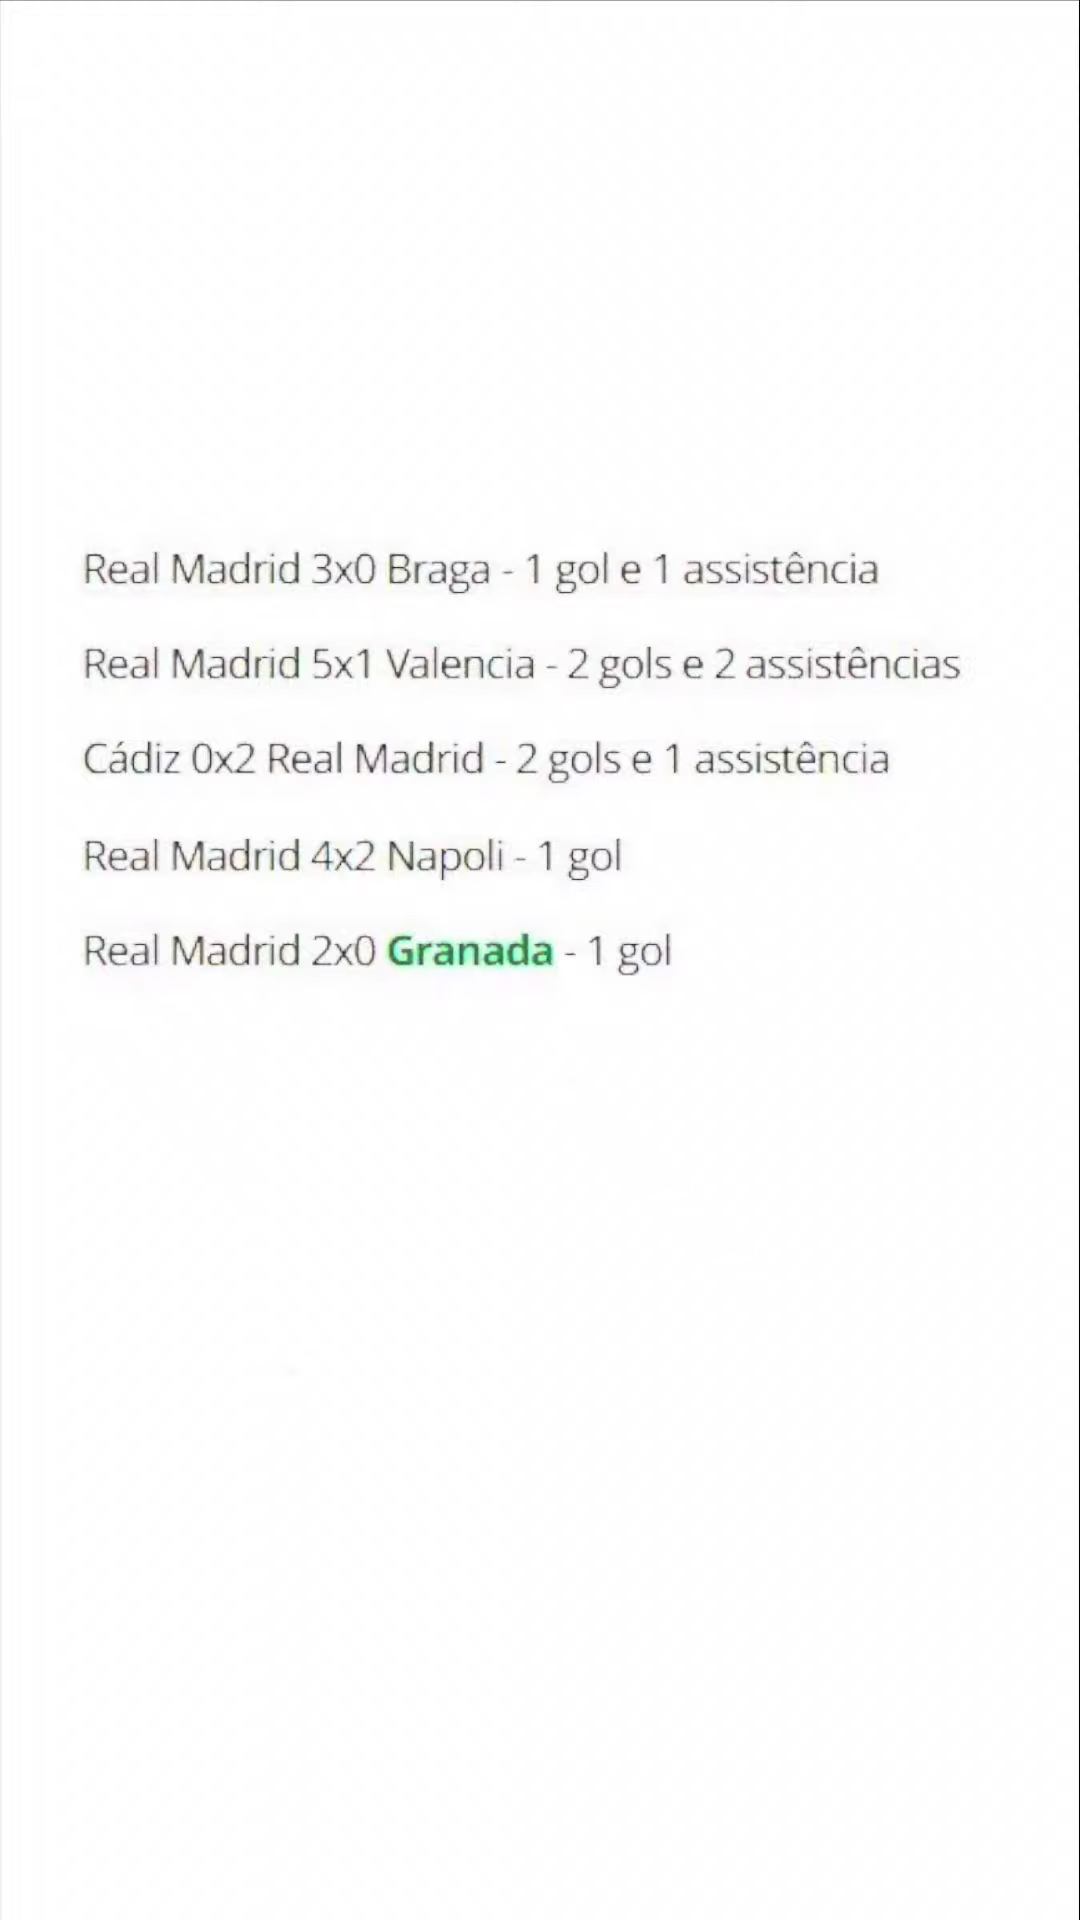 Real Madrid 3x0 Braga - 1 gol e 1 assistência
Real Madrid 5x1 Valencia - 2 gols e 2 assistências
Cádiz 0x2 Real Madrid - 2 gols e 1 assistência
Real Madrid 4x2 Napoli - 1 gol
Real Madrid 2x0 Granada - 1 gol